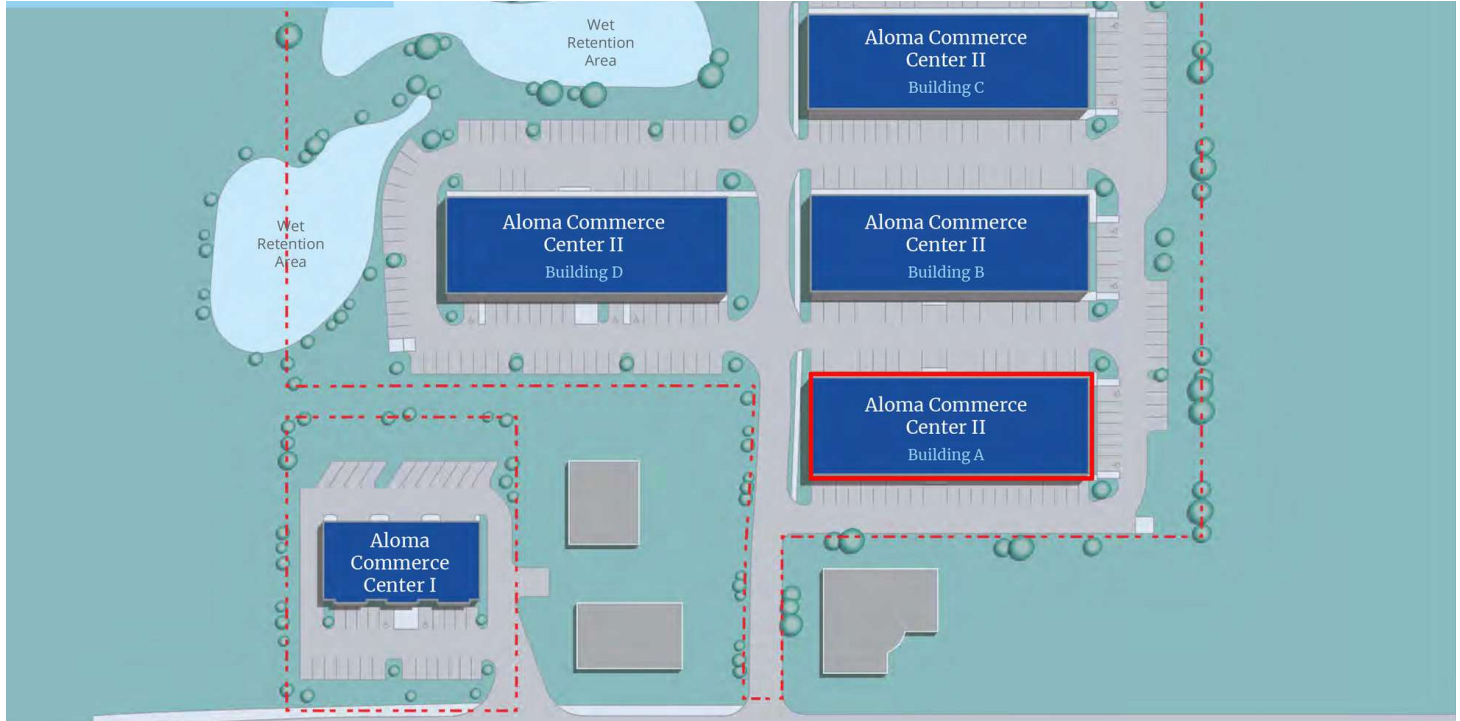 Wet
Retention
Area
Aloma Commerce
Center II
Building C
Wet
Retention
Area
Aloma Commerce
Center II
Building D
Aloma Commerce
Center II
Building B
Aloma Commerce
Center II
Building A
Aloma
Commerce
Center I